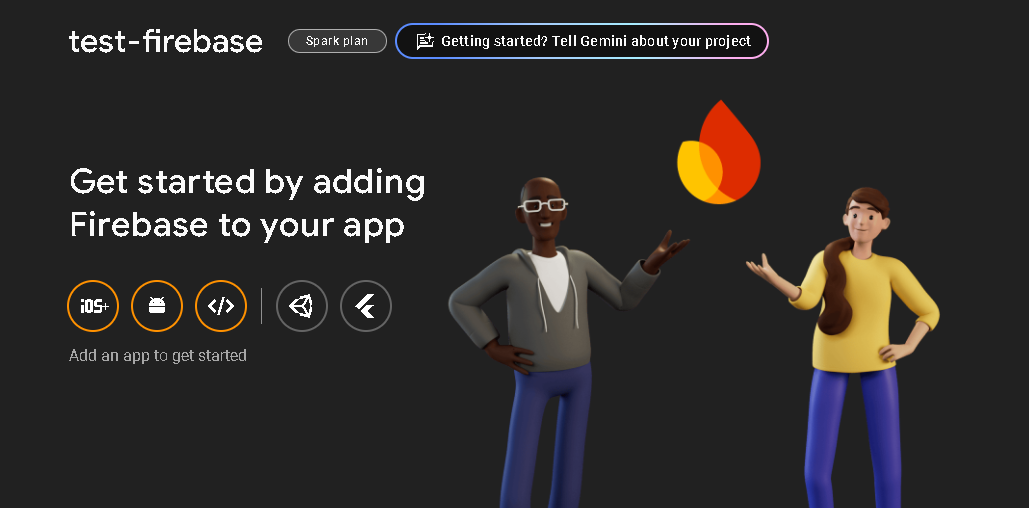 test-firebase
Spark plan
Getting started? Tell Gemini about your project
Get started by adding
Firebase to your app
iOS+
Add an app to get started